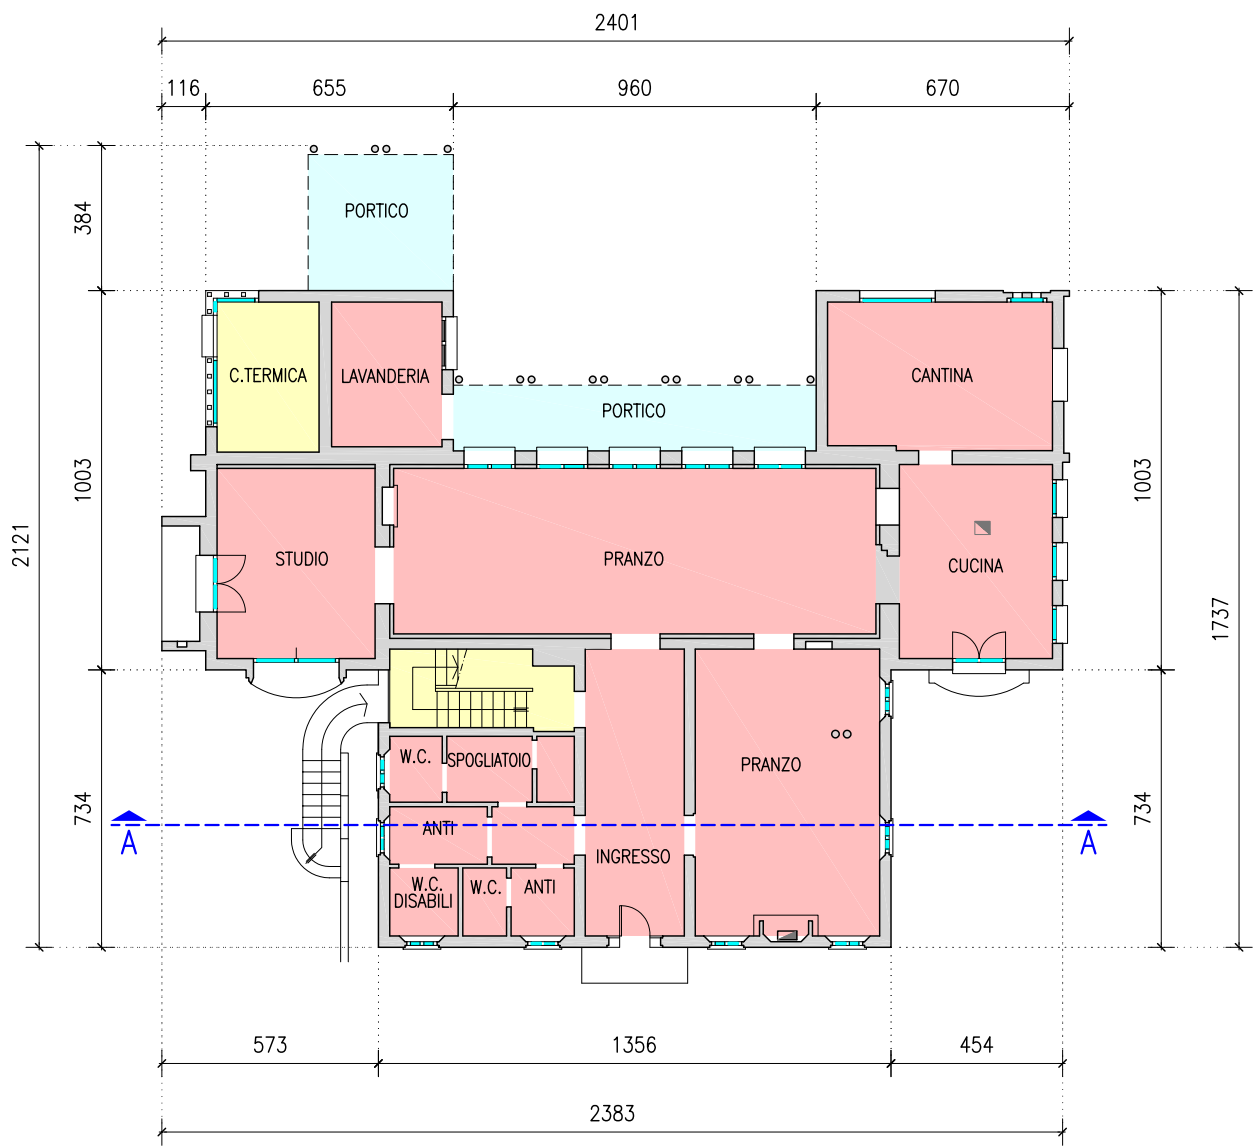 2401
116
655
960
670
384
PORTICO
C.TERMICA
LAVANDERIA
CANTINA
PORTICO
1003
1003
2121
STUDIO
PRANZO
CUCINA
1737
W.C.
SPOGLIATOIO
PRANZO
734
734
ANTI
A
A
INGRESSO
W.C.
DISABILI
W.C.
ANTI
573
1356
454
2383